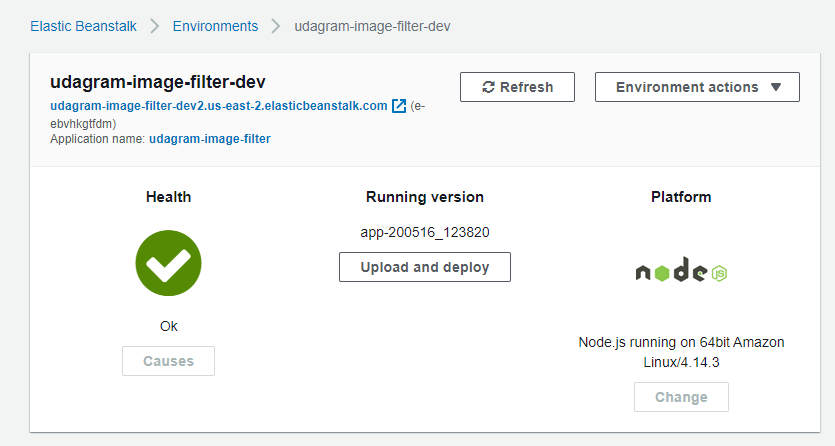 Elastic Beanstalk > Environments > udagram-image-filter-dev
udagram-image-filter-dev
Refresh
Environment actions ▼
udagram-image-filter-dev2.us-east-2.elasticbeanstalk.com (e-
ebvhkgtfdm)
Application name: udagram-image-filter
Health
Running version
Platform
app-200516_123820
Upload and deploy
node
JS
Ok
Causes
Node.js running on 64bit Amazon
Linux/4.14.3
Change